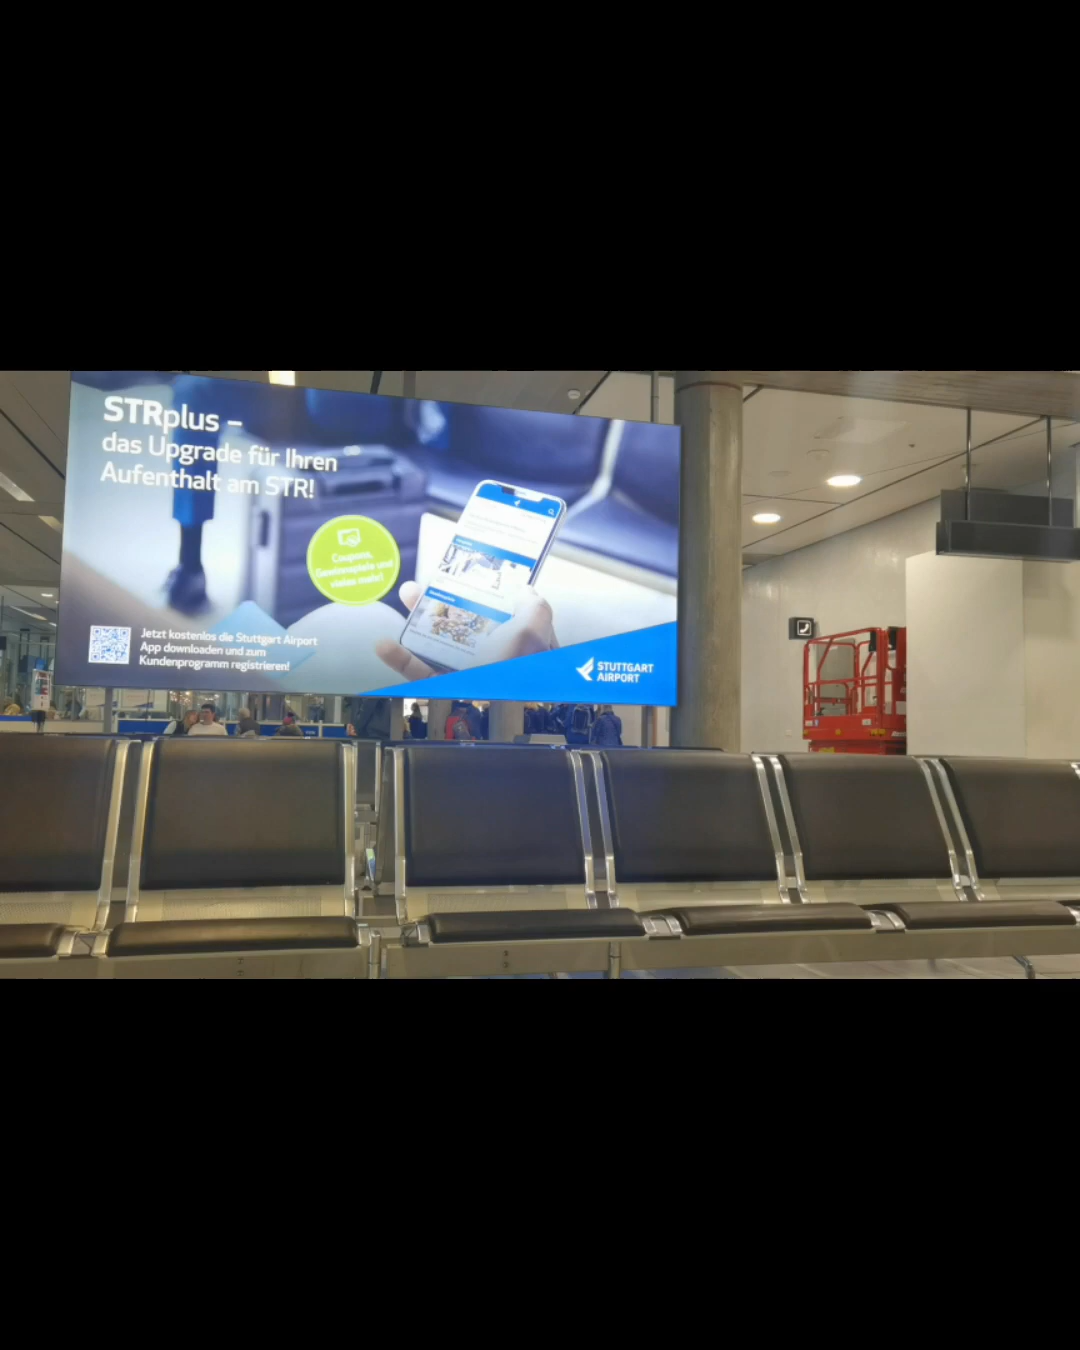 STRplus –
das Upgrade für Ihren
Aufenthalt am STR!
Coupons,
Gewinnspiele und
vieles mehr!
Jetzt kostenlos die Stuttgart Airport
App downloaden und zum
Kundenprogramm registrieren!
STUTTGART
AIRPORT